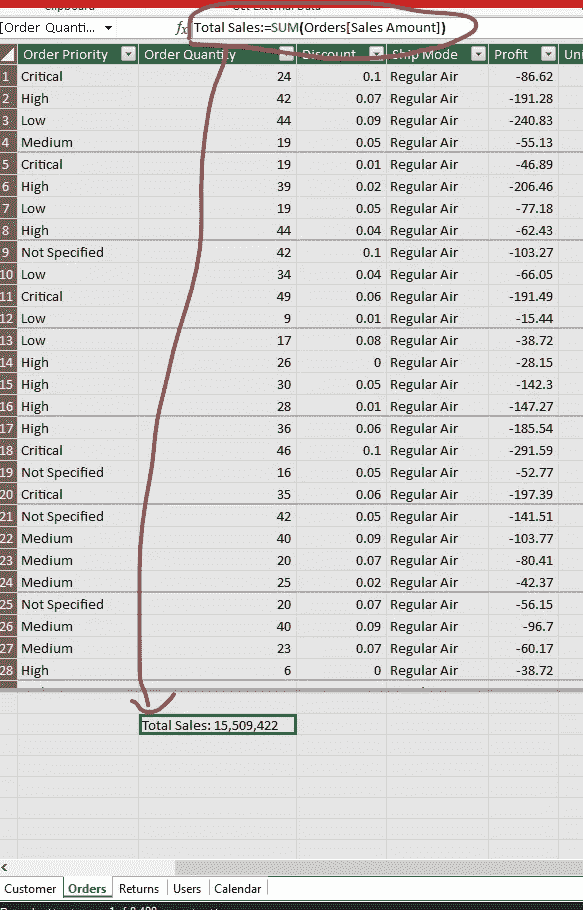 Clipboard Get External Data
[Order Quanti... fx Total Sales:=SUM(Orders[Sales Amount])
Order Priority Order Quantity Discount Ship Mode Profit Uni
1 Critical 24 0.1 Regular Air -86.62
2 High 42 0.07 Regular Air -191.28
3 Low 44 0.09 Regular Air -240.83
4 Medium 19 0.05 Regular Air -55.13
5 Critical 19 0.01 Regular Air -46.89
6 High 39 0.02 Regular Air -206.46
7 Low 19 0.05 Regular Air -77.18
8 High 44 0.04 Regular Air -62.43
9 Not Specified 42 0.1 Regular Air -103.27
10 Low 34 0.04 Regular Air -66.05
11 Critical 49 0.06 Regular Air -191.49
12 Low 9 0.01 Regular Air -15.44
13 Low 17 0.08 Regular Air -38.72
14 High 26 0 Regular Air -28.15
15 High 30 0.05 Regular Air -142.3
16 High 28 0.01 Regular Air -147.27
17 High 36 0.06 Regular Air -185.54
18 Critical 46 0.1 Regular Air -291.59
19 Not Specified 16 0.05 Regular Air -52.77
20 Critical 35 0.06 Regular Air -197.39
21 Not Specified 42 0.05 Regular Air -141.51
22 Medium 40 0.09 Regular Air -103.77
23 Medium 20 0.07 Regular Air -80.41
24 Medium 25 0.02 Regular Air -42.37
25 Not Specified 20 0.07 Regular Air -56.15
26 Medium 40 0.09 Regular Air -96.7
27 Medium 23 0.07 Regular Air -60.17
28 High 6 0 Regular Air -38.72
Total Sales: 15,509,422
Customer Orders Returns Users Calendar